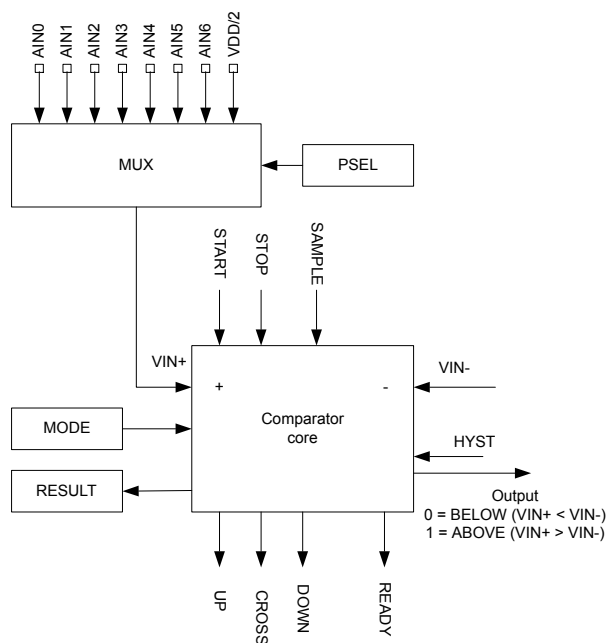 AIN0
AIN1
AIN2
AIN3
AIN4
AIN5
AIN6
VDD/2
MUX
PSEL
START
STOP
SAMPLE
VIN+
VIN-
+
-
Comparator
core
MODE
HYST
RESULT
Output
0 = BELOW (VIN+ < VIN-)
1 = ABOVE (VIN+ > VIN-)
UP
CROSS
DOWN
READY